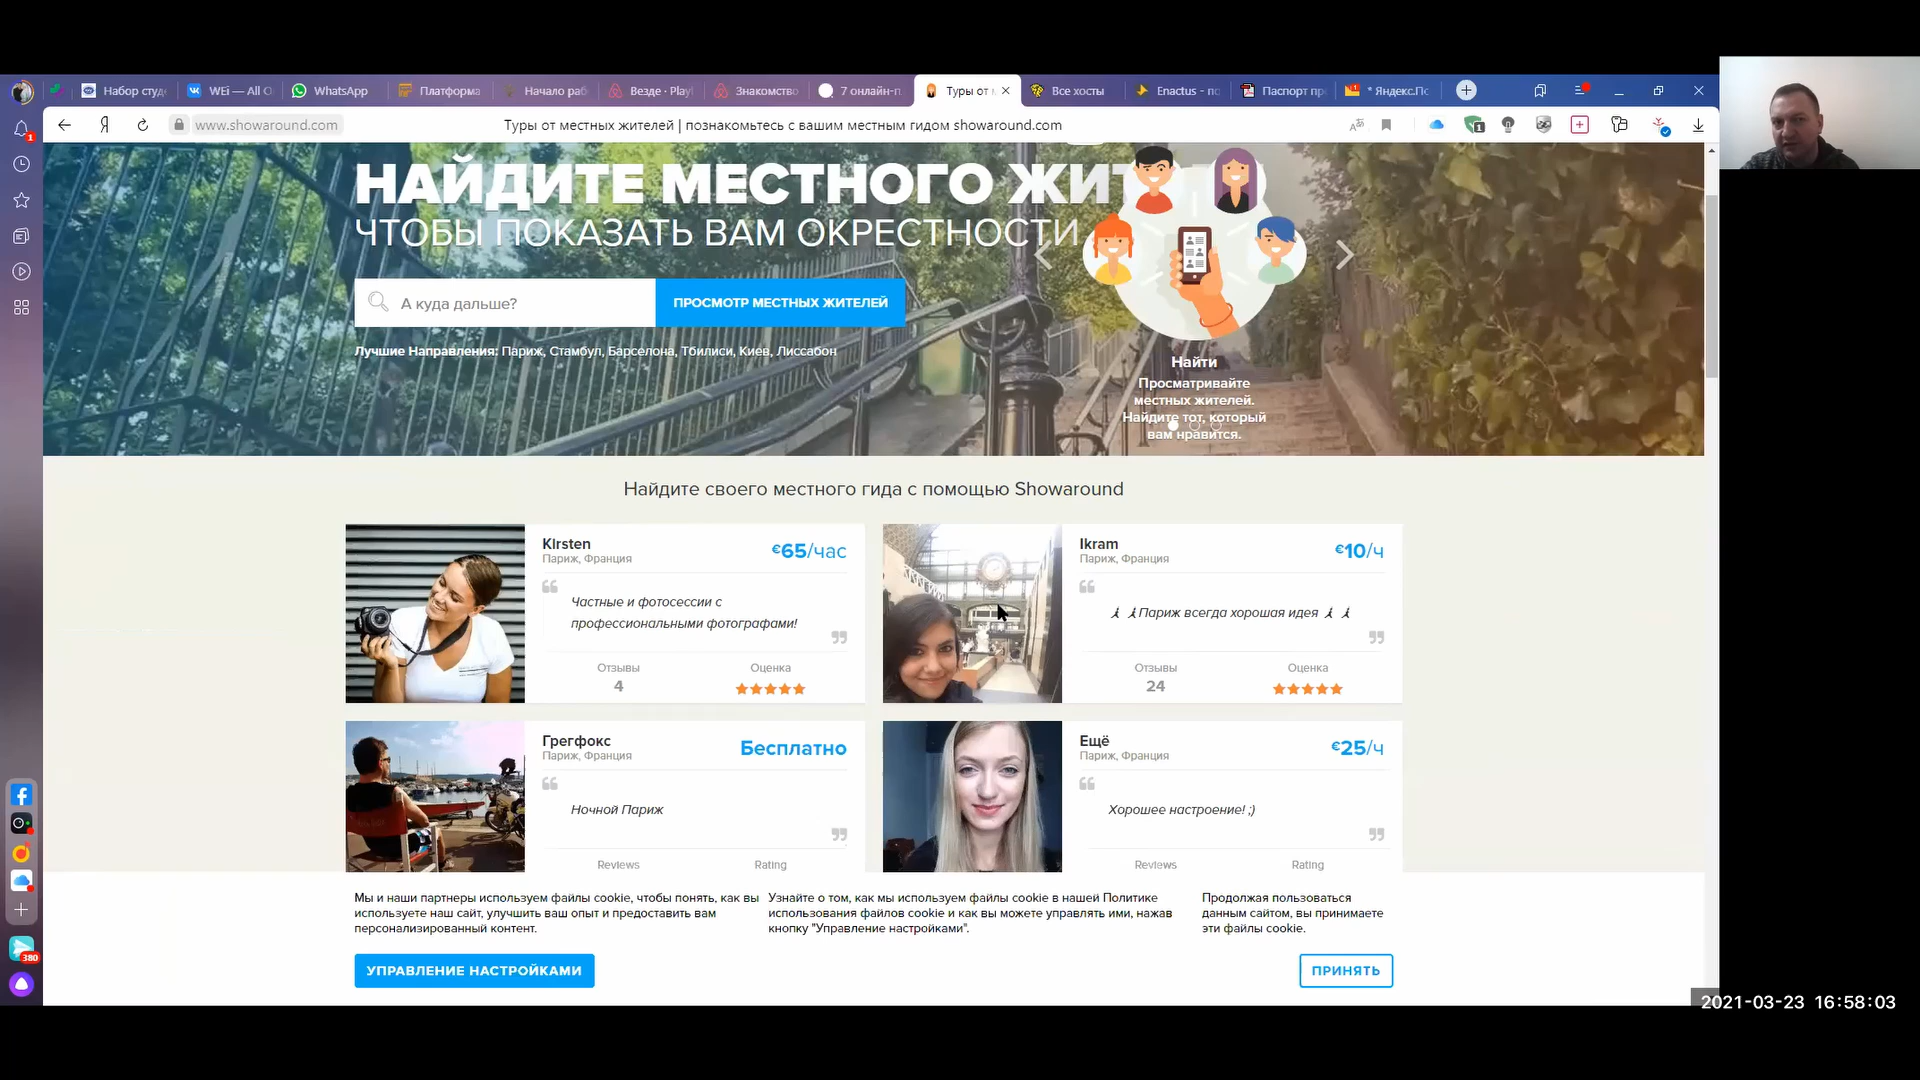 Набор студ
WEi — All O
WhatsApp
Платформа
Начало раб
Везде · Play
Знакомство
7 онлайн-п
Туры от м
Все хосты
Enactus - по
Паспорт пр
* Яндекс.По
www.showaround.com
Туры от местных жителей | познакомьтесь с вашим местным гидом showaround.com
1
1
НАЙДИТЕ МЕСТНОГО ЖИТ
ЧТОБЫ ПОКАЗАТЬ ВАМ ОКРЕСТНОСТИ
А куда дальше?
ПРОСМОТР МЕСТНЫХ ЖИТЕЛЕЙ
Лучшие Направления: Париж, Стамбул, Барселона, Тбилиси, Киев, Лиссабон
Найти
Просматривайте
местных жителей.
Найдите тот, который
вам нравится.
Найдите своего местного гида с помощью Showaround
Kirsten
Париж, Франция
€65/час
Частные и фотосессии с
профессиональными фотографами!
Отзывы
4
Оценка
Ikram
Париж, Франция
€10/ч
Париж всегда хорошая идея
Отзывы
24
Оценка
Грегфокс
Париж, Франция
Бесплатно
Ночной Париж
Reviews
Rating
Ещё
Париж, Франция
€25/ч
Хорошее настроение! ;)
Reviews
Rating
Мы и наши партнеры используем файлы cookie, чтобы понять, как вы
используете наш сайт, улучшить ваш опыт и предоставить вам
персонализированный контент.
Узнайте о том, как мы используем файлы cookie в нашей Политике
использования файлов cookie и как вы можете управлять ими, нажав
кнопку "Управление настройками".
Продолжая пользоваться
данным сайтом, вы принимаете
эти файлы cookie.
УПРАВЛЕНИЕ НАСТРОЙКАМИ
ПРИНЯТЬ
380
2021-03-23 16:58:03